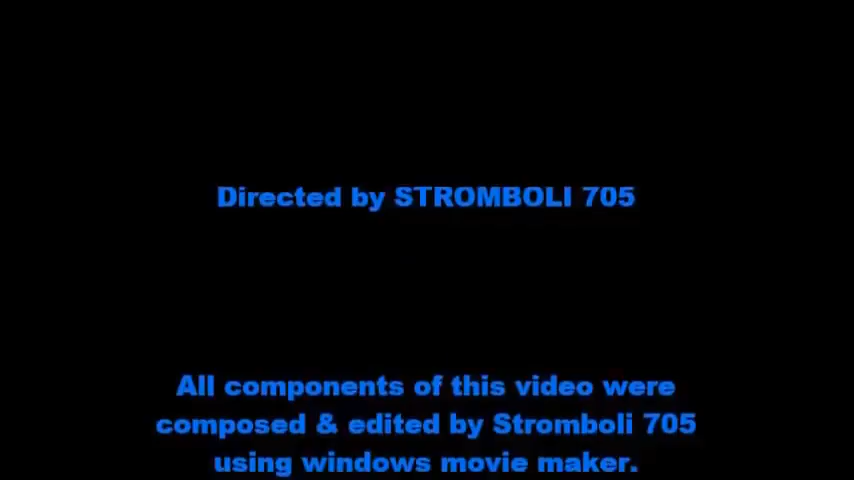 Directed by STROMBOLI 705
All components of this video were
composed & edited by Stromboli 705
using windows movie maker.